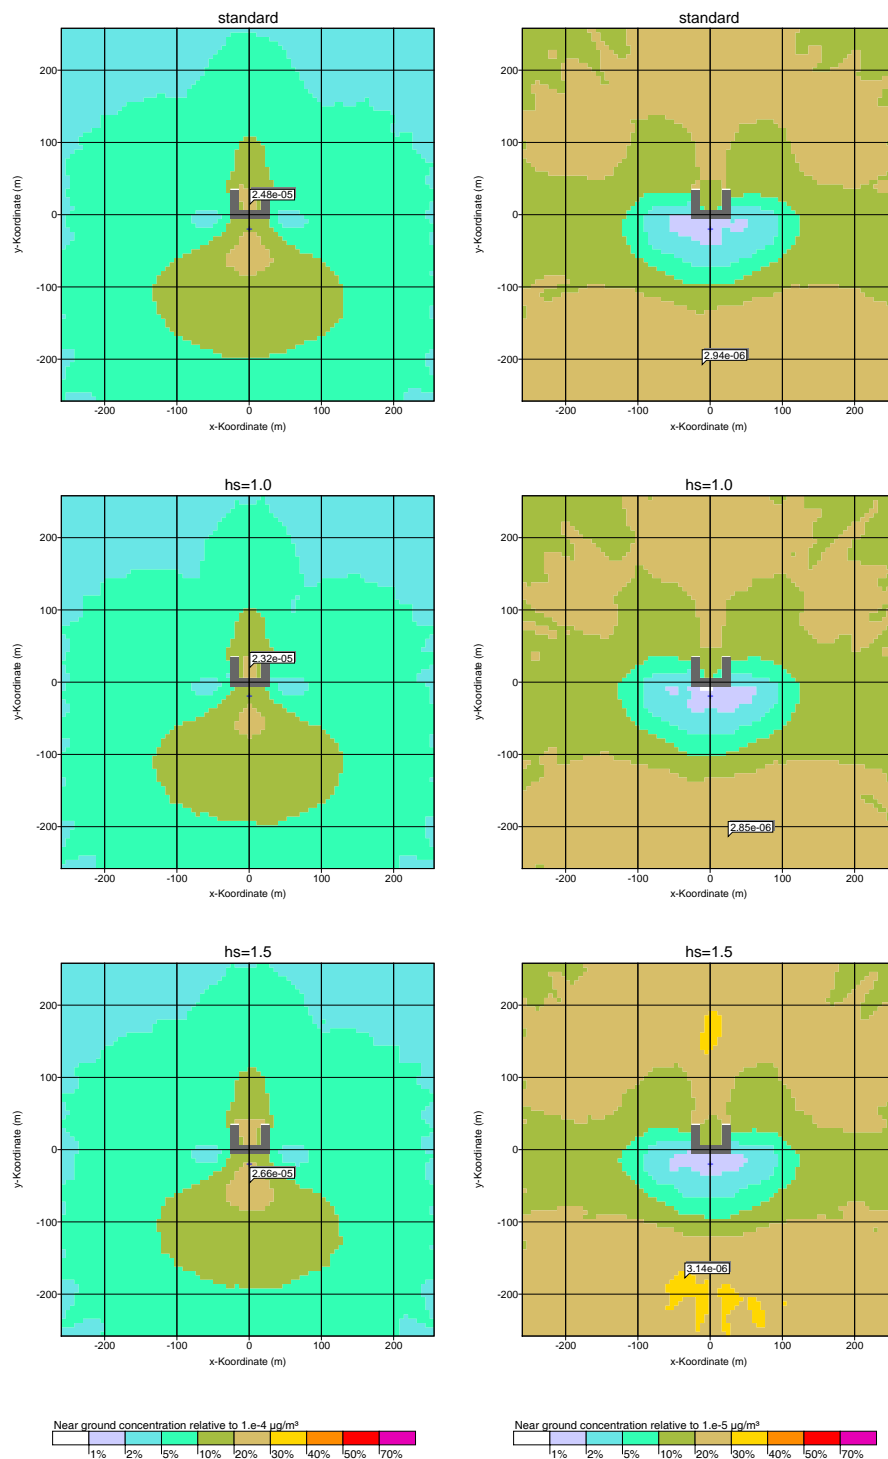 standard
standard
200
100
0
-100
-200
y-Koordinate (m)
2.48e-05
-200
-100
0
100
200
x-Koordinate (m)
200
100
0
-100
-200
y-Koordinate (m)
2.94e-06
-200
-100
0
100
200
x-Koordinate (m)
hs=1.0
hs=1.0
200
100
0
-100
-200
y-Koordinate (m)
2.32e-05
-200
-100
0
100
200
x-Koordinate (m)
200
100
0
-100
-200
y-Koordinate (m)
2.85e-06
-200
-100
0
100
200
x-Koordinate (m)
hs=1.5
hs=1.5
200
100
0
-100
-200
y-Koordinate (m)
2.66e-05
-200
-100
0
100
200
x-Koordinate (m)
200
100
0
-100
-200
y-Koordinate (m)
3.14e-06
-200
-100
0
100
200
x-Koordinate (m)
Near ground concentration relative to 1.e-4 µg/m³
1% 2% 5% 10% 20% 30% 40% 50% 70%
Near ground concentration relative to 1.e-5 µg/m³
1% 2% 5% 10% 20% 30% 40% 50% 70%